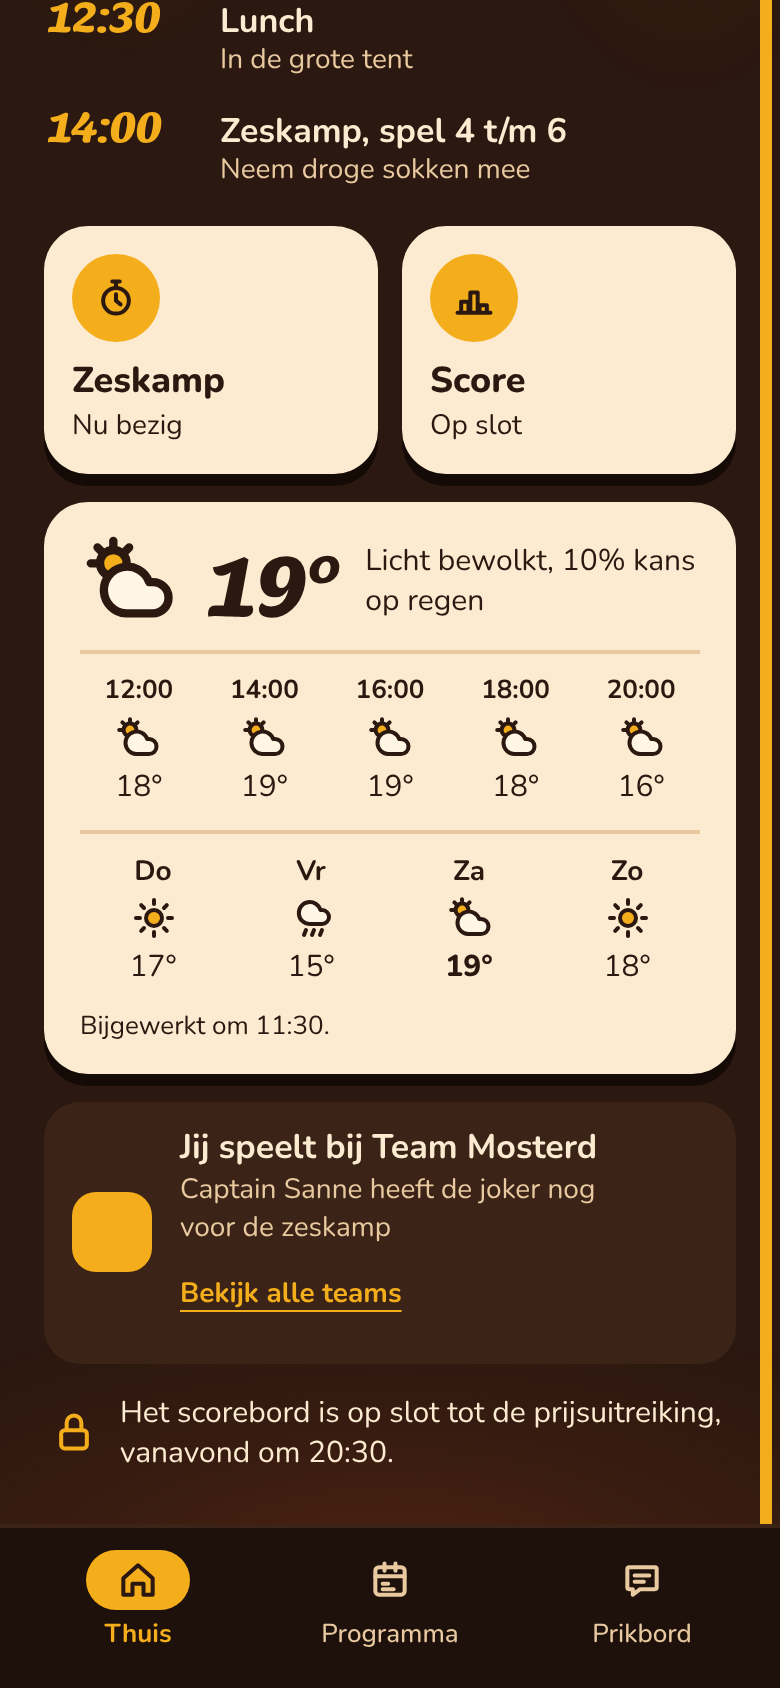 12:30 Lunch
In de grote tent
14:00 Zeskamp, spel 4 t/m 6
Neem droge sokken mee
Zeskamp
Nu bezig
Score
Op slot
19° Licht bewolkt, 10% kans
op regen
12:00 14:00 16:00 18:00 20:00
18° 19° 19° 18° 16°
Do Vr Za Zo
17° 15° 19° 18°
Bijgewerkt om 11:30.
Jij speelt bij Team Mosterd
Captain Sanne heeft de joker nog
voor de zeskamp
Bekijk alle teams
Het scorebord is op slot tot de prijsuitreiking,
vanavond om 20:30.
Thuis Programma Prikbord